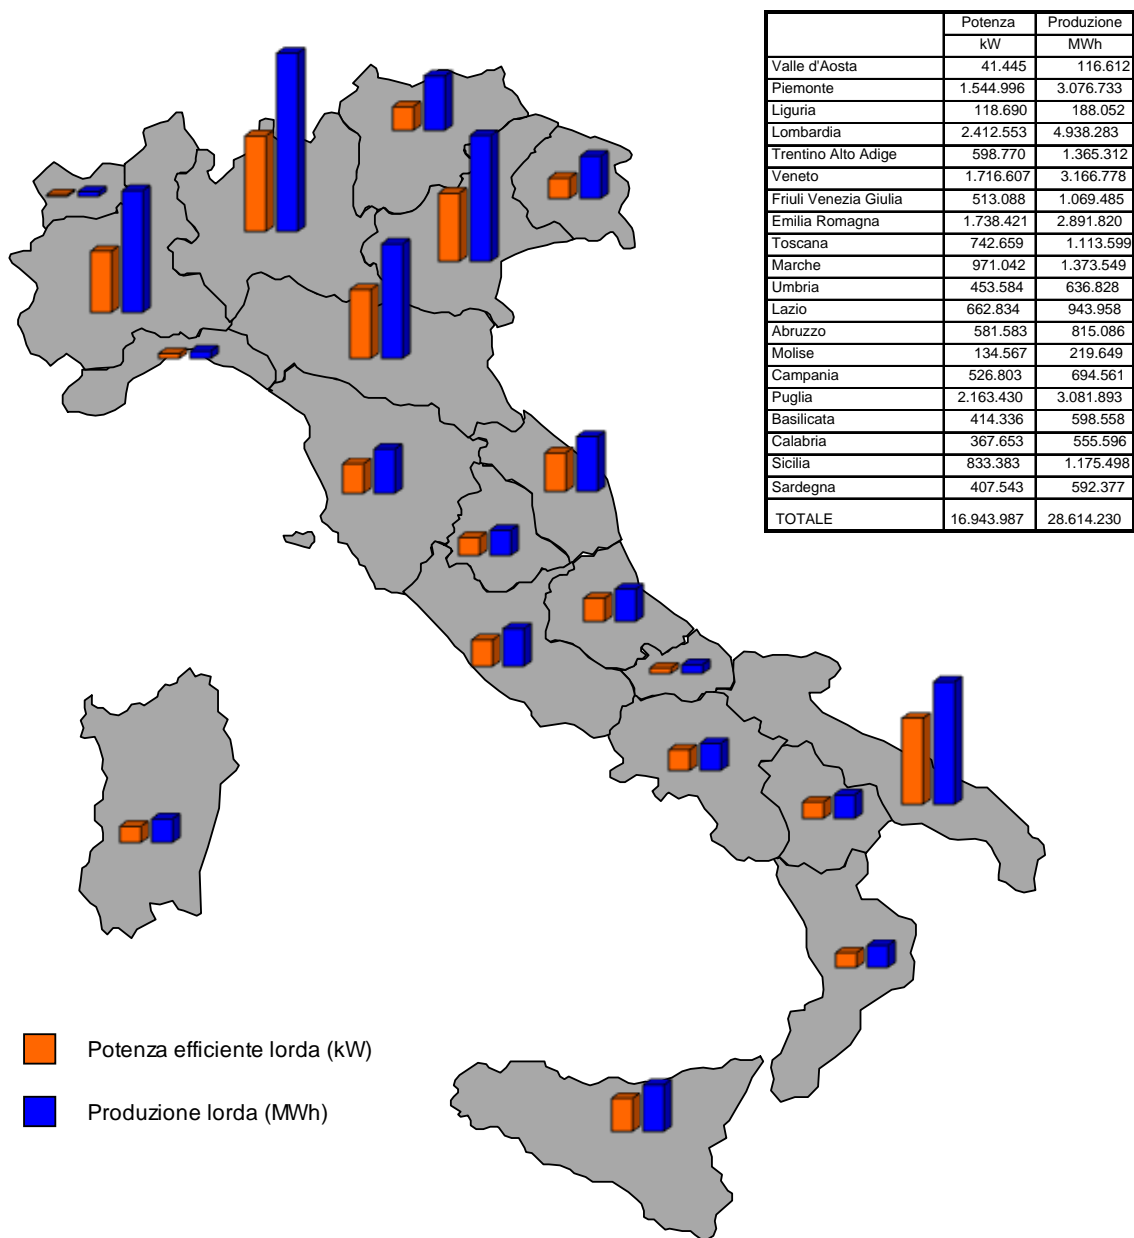 Potenza Produzione
kW MWh
Valle d'Aosta 41.445 116.612
Piemonte 1.544.996 3.076.733
Liguria 118.690 188.052
Lombardia 2.412.553 4.938.283
Trentino Alto Adige 598.770 1.365.312
Veneto 1.716.607 3.166.778
Friuli Venezia Giulia 513.088 1.069.485
Emilia Romagna 1.738.421 2.891.820
Toscana 742.659 1.113.599
Marche 971.042 1.373.549
Umbria 453.584 636.828
Lazio 662.834 943.958
Abruzzo 581.583 815.086
Molise 134.567 219.649
Campania 526.803 694.561
Puglia 2.163.430 3.081.893
Basilicata 414.336 598.558
Calabria 367.653 555.596
Sicilia 833.383 1.175.498
Sardegna 407.543 592.377
TOTALE 16.943.987 28.614.230
Potenza efficiente lorda (kW)
Produzione lorda (MWh)